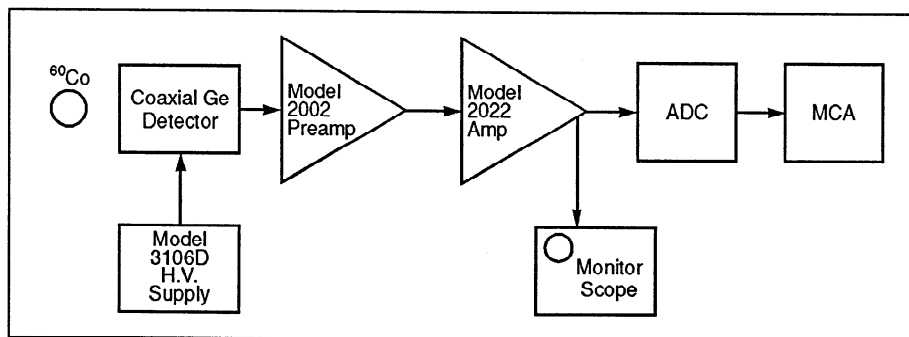 ⁶⁰Co
Coaxial Ge
Detector
Model
2002
Preamp
Model
2022
Amp
ADC
MCA
Model
3106D
H.V.
Supply
Monitor
Scope